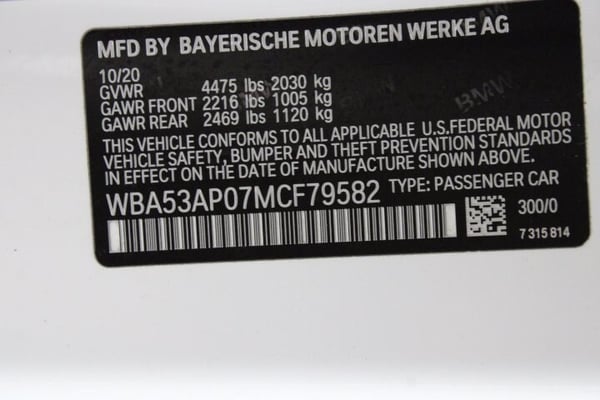 MFD BY BAYERISCHE MOTOREN WERKE AG
10/20
GVWR 4475 lbs 2030 kg
GAWR FRONT 2216 lbs 1005 kg
GAWR REAR 2469 lbs 1120 kg
THIS VEHICLE CONFORMS TO ALL APPLICABLE U.S.FEDERAL MOTOR
VEHICLE SAFETY, BUMPER AND THEFT PREVENTION STANDARDS
IN EFFECT ON THE DATE OF MANUFACTURE SHOWN ABOVE.
WBA53AP07MCF79582 TYPE: PASSENGER CAR
300/0
7 315 814
BMW